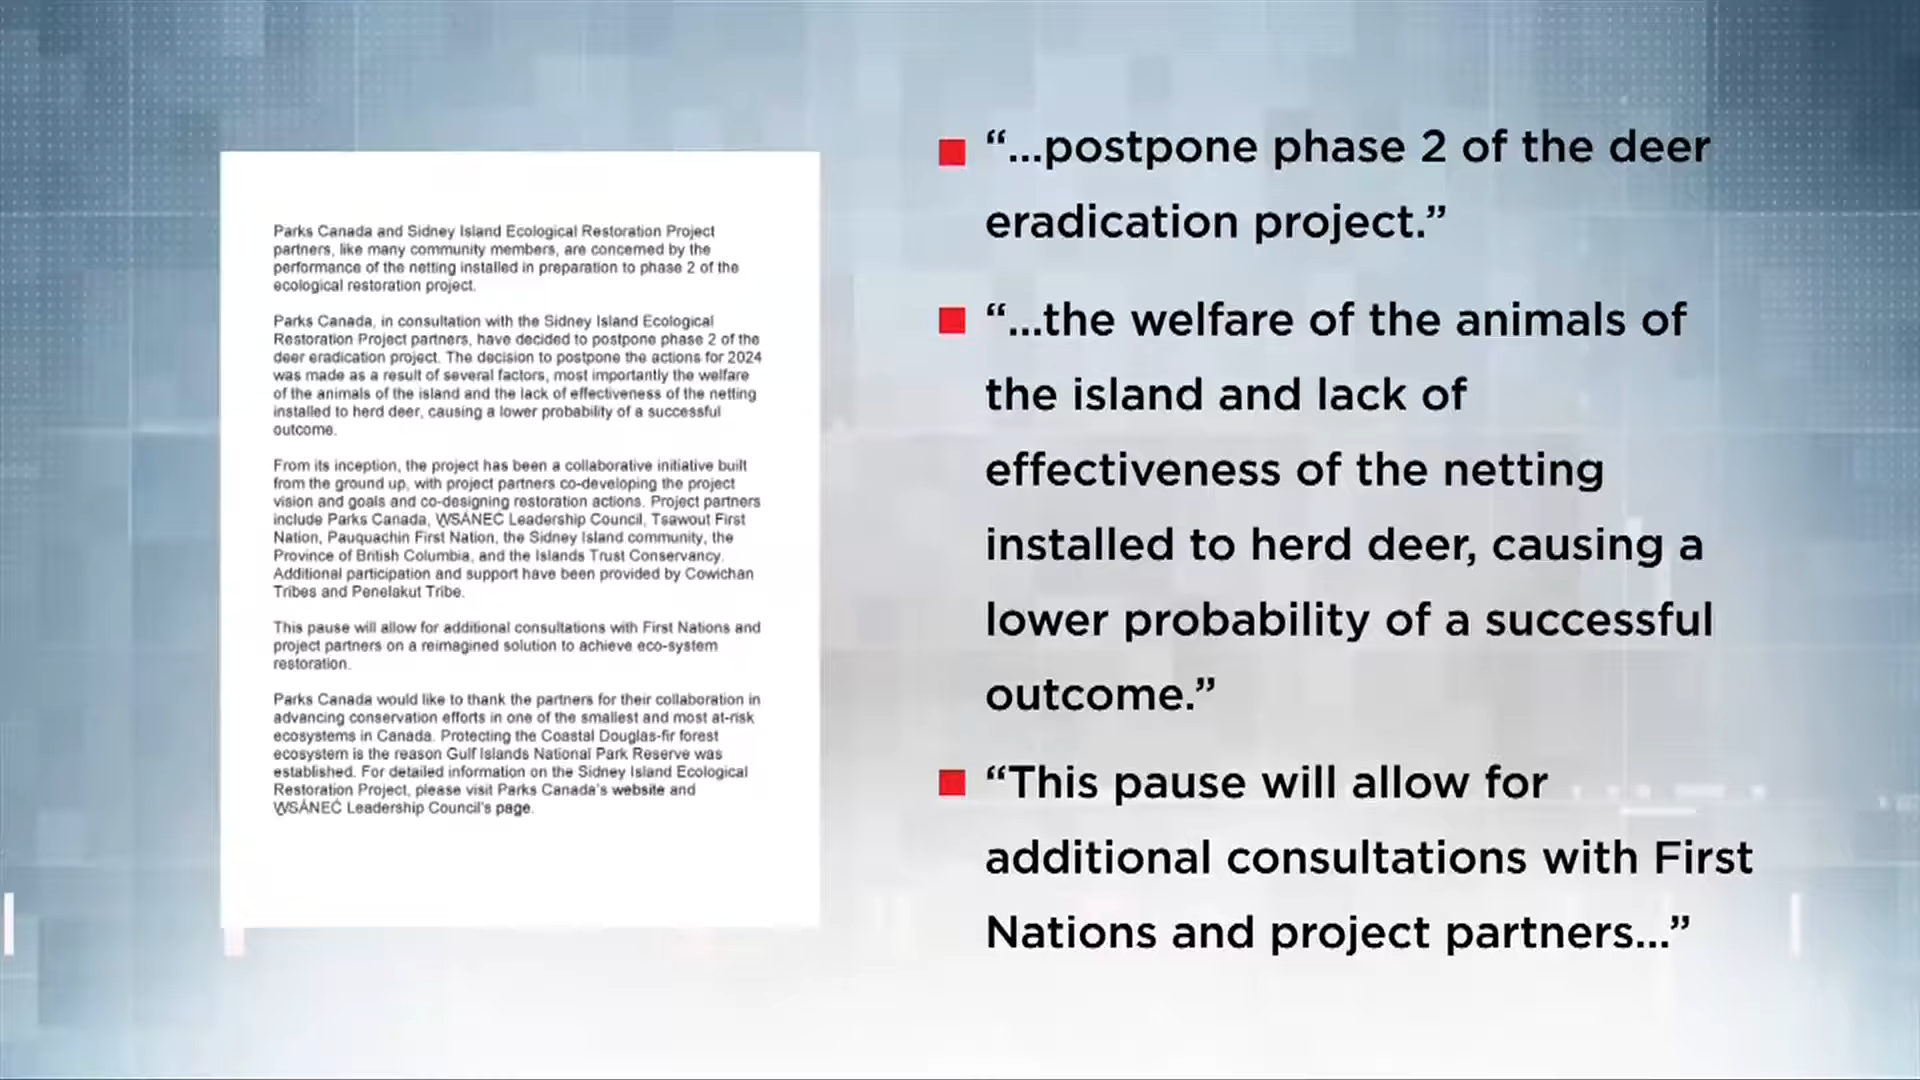 Parks Canada and Sidney Island Ecological Restoration Project
partners, like many community members, are concerned by the
performance of the netting installed in preparation to phase 2 of the
ecological restoration project.
Parks Canada, in consultation with the Sidney Island Ecological
Restoration Project partners, have decided to postpone phase 2 of the
deer eradication project. The decision to postpone the actions for 2024
was made as a result of several factors, most importantly the welfare
of the animals of the island and the lack of effectiveness of the netting
installed to herd deer, causing a lower probability of a successful
outcome.
From its inception, the project has been a collaborative initiative built
from the ground up, with project partners co-developing the project
vision and goals and co-designing restoration actions. Project partners
include Parks Canada, W̱SÁNEĆ Leadership Council, Tsawout First
Nation, Pauquachin First Nation, the Sidney Island community, the
Province of British Columbia, and the Islands Trust Conservancy.
Additional participation and support have been provided by Cowichan
Tribes and Penelakut Tribe.
This pause will allow for additional consultations with First Nations and
project partners on a reimagined solution to achieve eco-system
restoration.
Parks Canada would like to thank the partners for their collaboration in
advancing conservation efforts in one of the smallest and most at-risk
ecosystems in Canada. Protecting the Coastal Douglas-fir forest
ecosystem is the reason Gulf Islands National Park Reserve was
established. For detailed information on the Sidney Island Ecological
Restoration Project, please visit Parks Canada's website and
W̱SÁNEĆ Leadership Council's page.
“...postpone phase 2 of the deer
eradication project.”
“...the welfare of the animals of
the island and lack of
effectiveness of the netting
installed to herd deer, causing a
lower probability of a successful
outcome.”
“This pause will allow for
additional consultations with First
Nations and project partners...”